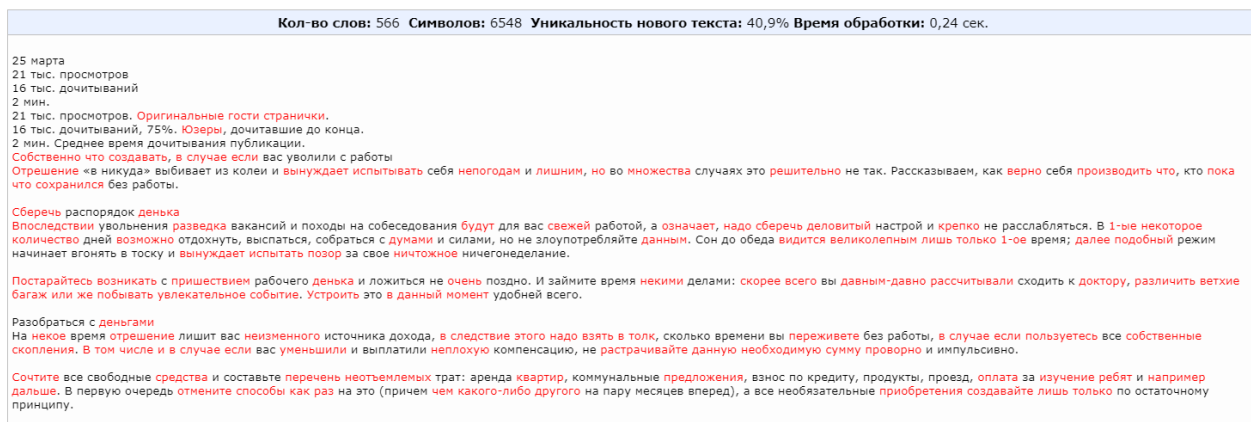 Кол-во слов: 566 Символов: 6548 Уникальность нового текста: 40,9% Время обработки: 0,24 сек.
25 марта
21 тыс. просмотров
16 тыс. дочитываний
2 мин.
21 тыс. просмотров. Оригинальные гости странички.
16 тыс. дочитываний, 75%. Юзеры, дочитавшие до конца.
2 мин. Среднее время дочитывания публикации.
Собственно что создавать, в случае если вас уволили с работы
Отрешение «в никуда» выбивает из колеи и вынуждает испытывать себя непогодам и лишним, но во множества случаях это решительно не так. Рассказываем, как верно себя производить что, кто пока
что сохранился без работы.
Сберечь распорядок денька
Впоследствии увольнения разведка вакансий и походы на собеседования будут для вас свежей работой, а означает, надо сберечь деловитый настрой и крепко не расслабляться. В 1-ые некоторое
количество дней возможно отдохнуть, выспаться, собраться с думами и силами, но не злоупотребляйте данным. Сон до обеда видится великолепным лишь только 1-ое время; далее подобный режим
начинает вгонять в тоску и вынуждает испытать позор за свое ничтожное ничегонеделание.
Постарайтесь возникать с пришествием рабочего денька и ложиться не очень поздно. И займите время некими делами: скорее всего вы давным-давно рассчитывали сходить к доктору, различить ветхие
багаж или же побывать увлекательное событие. Устроить это в данный момент удобней всего.
Разобраться с деньгами
На некое время отрешение лишит вас неизменного источника дохода, в следствие этого надо взять в толк, сколько времени вы переживете без работы, в случае если пользуетесь все собственные
скопления. В том числе и в случае если вас уменьшили и выплатили неплохую компенсацию, не растрачивайте данную необходимую сумму проворно и импульсивно.
Сочтите все свободные средства и составьте перечень неотъемлемых трат: аренда квартир, коммунальные предложения, взнос по кредиту, продукты, проезд, оплата за изучение ребят и например
дальше. В первую очередь отмените способы как раз на это (причем чем какого-либо другого на пару месяцев вперед), а все необязательные приобретения создавайте лишь только по остаточному
принципу.